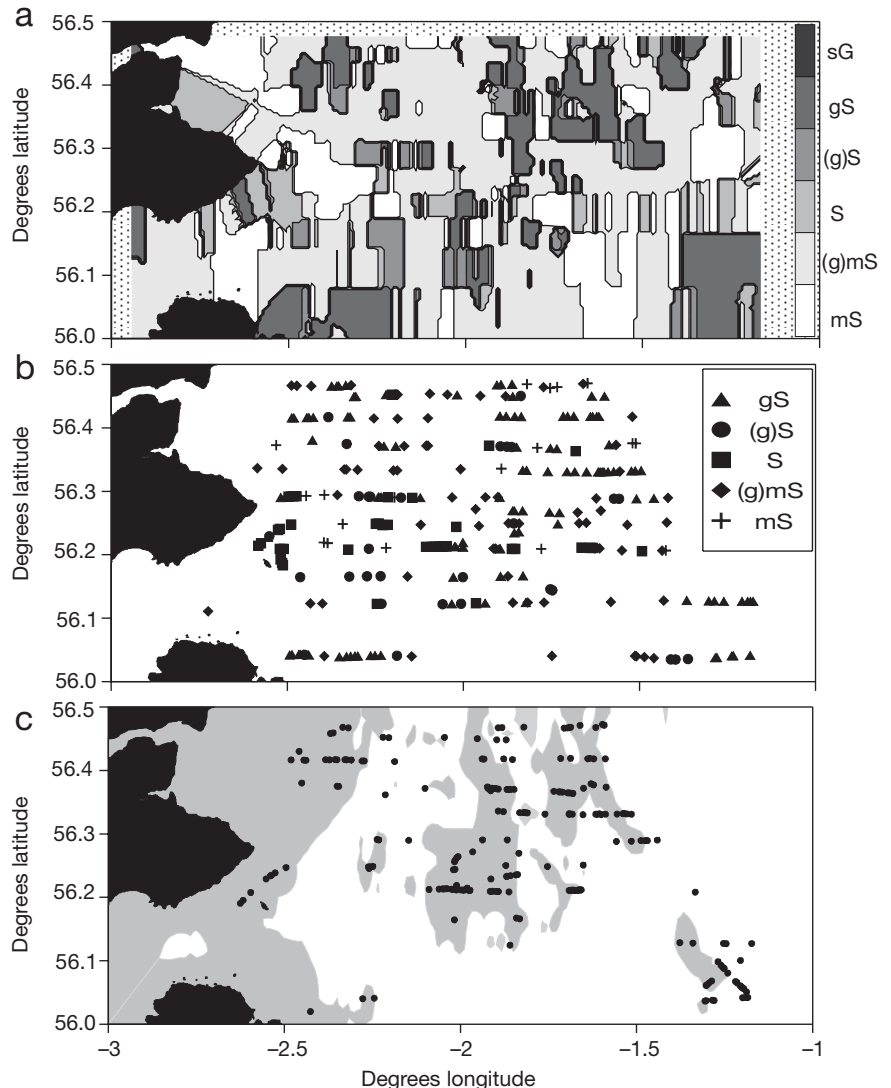 a
56.5
56.4
56.3
56.2
56.1
56.0
Degrees latitude
sG
gS
(g)S
S
(g)mS
mS
b
56.5
56.4
56.3
56.2
56.1
56.0
Degrees latitude
gS
(g)S
S
(g)mS
mS
c
56.5
56.4
56.3
56.2
56.1
56.0
Degrees latitude
–3
–2.5
–2
–1.5
–1
Degrees longitude